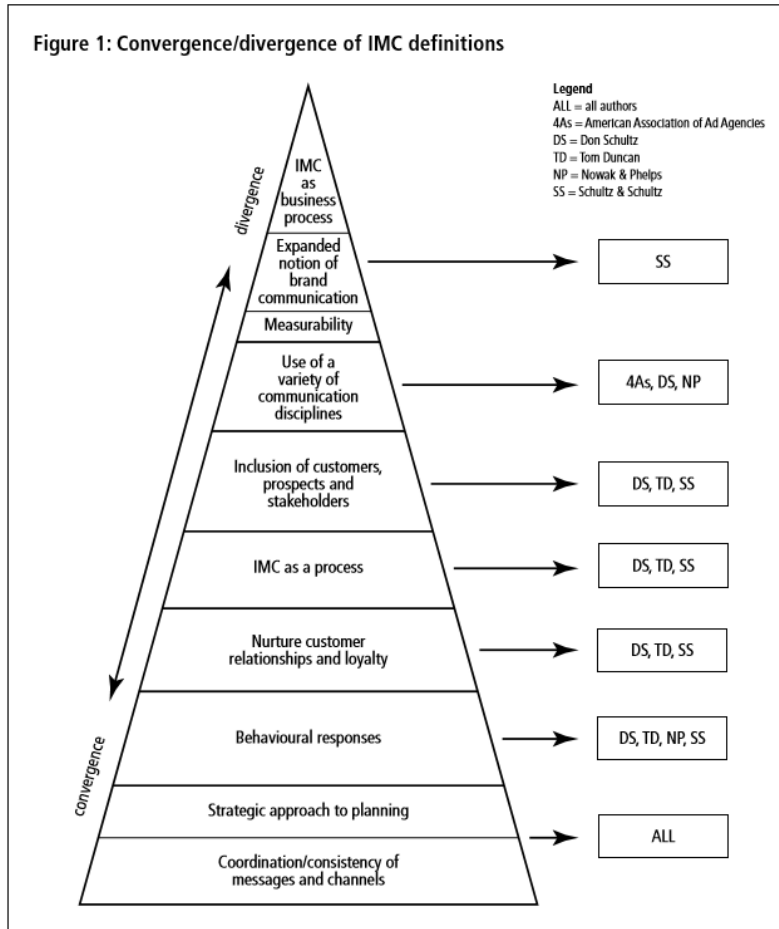 Figure 1: Convergence/divergence of IMC definitions
Legend
ALL = all authors
4As = American Association of Ad Agencies
DS = Don Schultz
TD = Tom Duncan
NP = Nowak & Phelps
SS = Schultz & Schultz
divergence
convergence
IMC
as
business
process
Expanded
notion of
brand
communication
Measurability
SS
Use of a
variety of
communication
disciplines
4As, DS, NP
Inclusion of customers,
prospects and
stakeholders
DS, TD, SS
IMC as a process
DS, TD, SS
Nurture customer
relationships and loyalty
DS, TD, SS
Behavioural responses
DS, TD, NP, SS
Strategic approach to planning
Coordination/consistency of
messages and channels
ALL